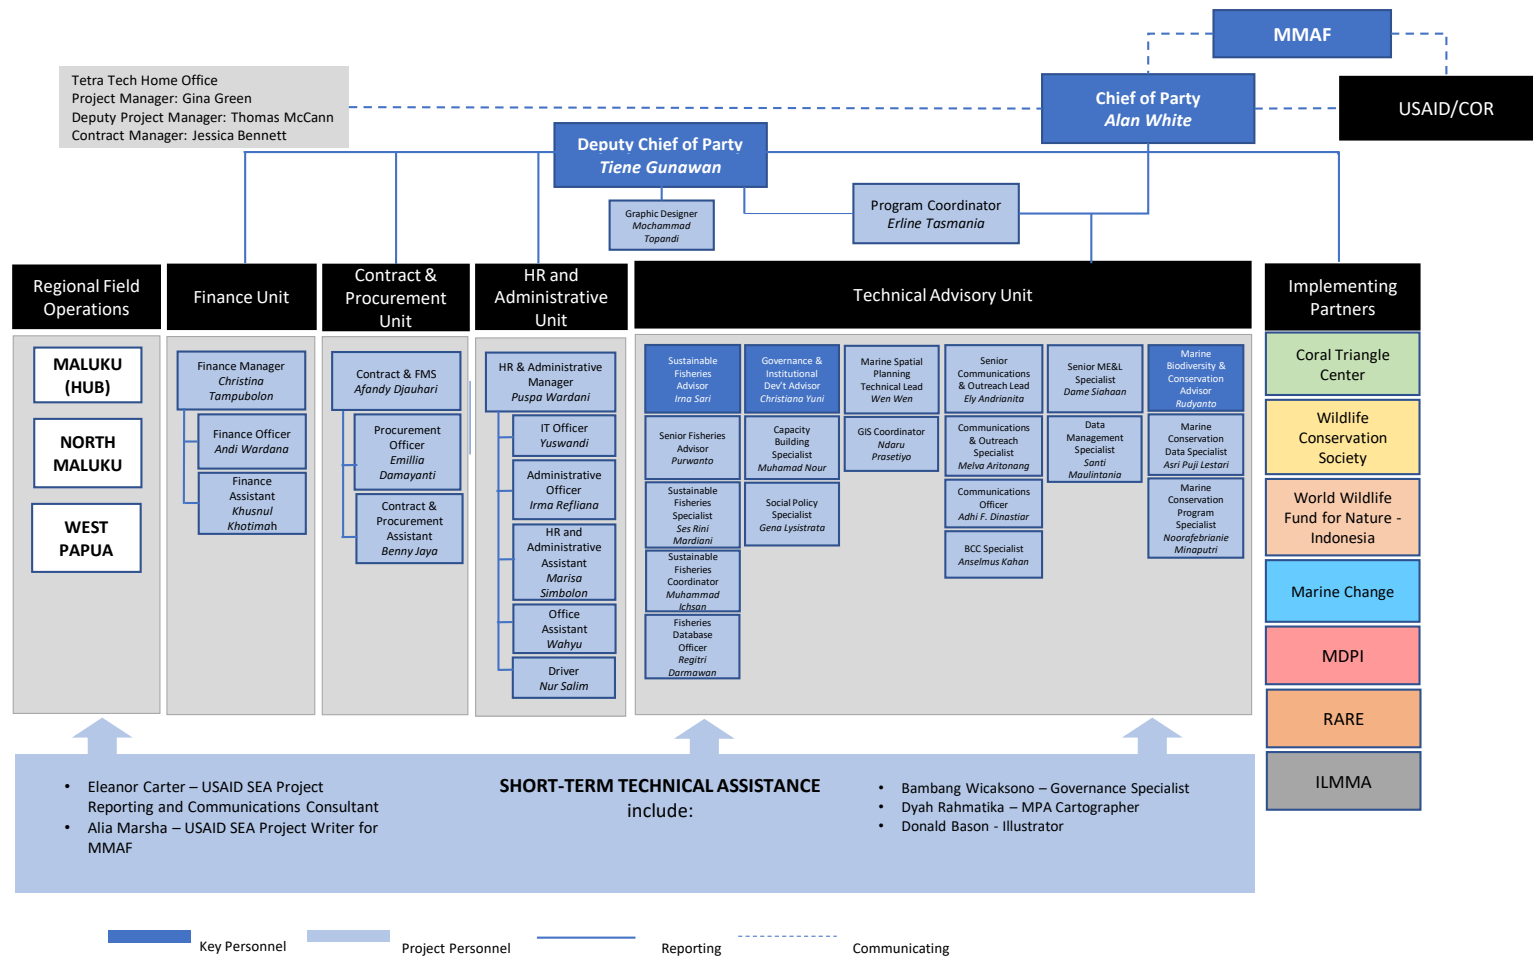 MMAF
Tetra Tech Home Office
Project Manager: Gina Green
Deputy Project Manager: Thomas McCann
Contract Manager: Jessica Bennett
Chief of Party
Alan White
USAID/COR
Deputy Chief of Party
Tiene Gunawan
Graphic Designer
Mochammad
Topandi
Program Coordinator
Erline Tasmania
Regional Field
Operations
MALUKU
(HUB)
NORTH
MALUKU
WEST
PAPUA
Finance Unit
Finance Manager
Christina
Tampubolon
Finance Officer
Andi Wardana
Finance
Assistant
Khusnul
Khotimah
Contract &
Procurement
Unit
Contract & FMS
Afandy Djauhari
Procurement
Officer
Emillia
Damayanti
Contract &
Procurement
Assistant
Benny Jaya
HR and
Administrative
Unit
HR & Administrative
Manager
Puspa Wardani
IT Officer
Yuswandi
Administrative
Officer
Irma Refliana
HR and
Administrative
Assistant
Marisa
Simbolon
Office
Assistant
Wahyu
Driver
Nur Salim
Technical Advisory Unit
Sustainable
Fisheries
Advisor
Irna Sari
Senior Fisheries
Advisor
Purwanto
Sustainable
Fisheries
Specialist
Ses Rini
Mardiani
Sustainable
Fisheries
Coordinator
Muhammad
Ichsan
Fisheries
Database
Officer
Regitri
Darmawan
Governance &
Institutional
Dev't Advisor
Christiana Yuni
Capacity
Building
Specialist
Muhamad Nour
Social Policy
Specialist
Gena Lysistrata
Marine Spatial
Planning
Technical Lead
Wen Wen
GIS Coordinator
Ndaru
Prasetiyo
Senior
Communications
& Outreach Lead
Ely Andrianita
Communications
& Outreach
Specialist
Melva Aritonang
Communications
Officer
Adhi F. Dinastiar
BCC Specialist
Anselmus Kahan
Senior ME&L
Specialist
Dame Siahaan
Data
Management
Specialist
Santi
Maulintania
Marine
Biodiversity &
Conservation
Advisor
Rudyanto
Marine
Conservation
Data Specialist
Asri Puji Lestari
Marine
Conservation
Program
Specialist
Noorafebrianie
Minaputri
Implementing
Partners
Coral Triangle
Center
Wildlife
Conservation
Society
World Wildlife
Fund for Nature -
Indonesia
Marine Change
MDPI
RARE
ILMMA
• Eleanor Carter – USAID SEA Project
Reporting and Communications Consultant
• Alia Marsha – USAID SEA Project Writer for
MMAF
SHORT-TERM TECHNICAL ASSISTANCE
include:
• Bambang Wicaksono – Governance Specialist
• Dyah Rahmatika – MPA Cartographer
• Donald Bason - Illustrator
Key Personnel
Project Personnel
Reporting
Communicating